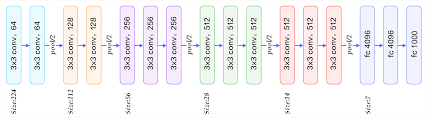 3x3 conv, 64
3x3 conv, 64
pool/2
3x3 conv, 128
3x3 conv, 128
pool/2
3x3 conv, 256
3x3 conv, 256
3x3 conv, 256
pool/2
3x3 conv, 512
3x3 conv, 512
3x3 conv, 512
pool/2
3x3 conv, 512
3x3 conv, 512
3x3 conv, 512
pool/2
fc 4096
fc 4096
fc 1000
Size:224
Size:112
Size:56
Size:28
Size:14
Size:7